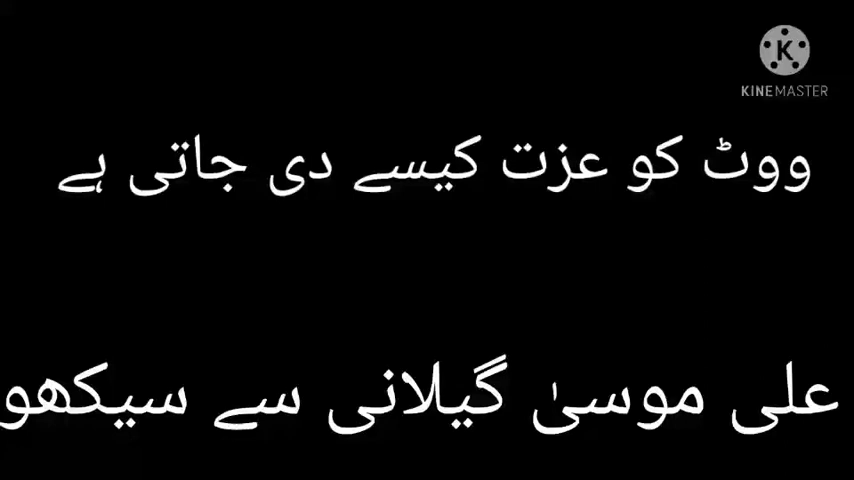 KINEMASTER
ووٹ کو عزت کیسے دی جاتی ہے
علی موسیٰ گیلانی سے سیکھو